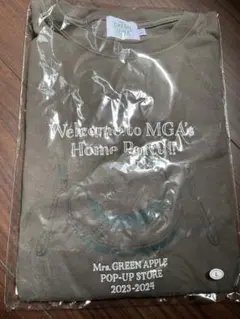 Welcome to MGA's
Home Party!!
Mrs. GREEN APPLE
POP-UP STORE
2023-2024
L